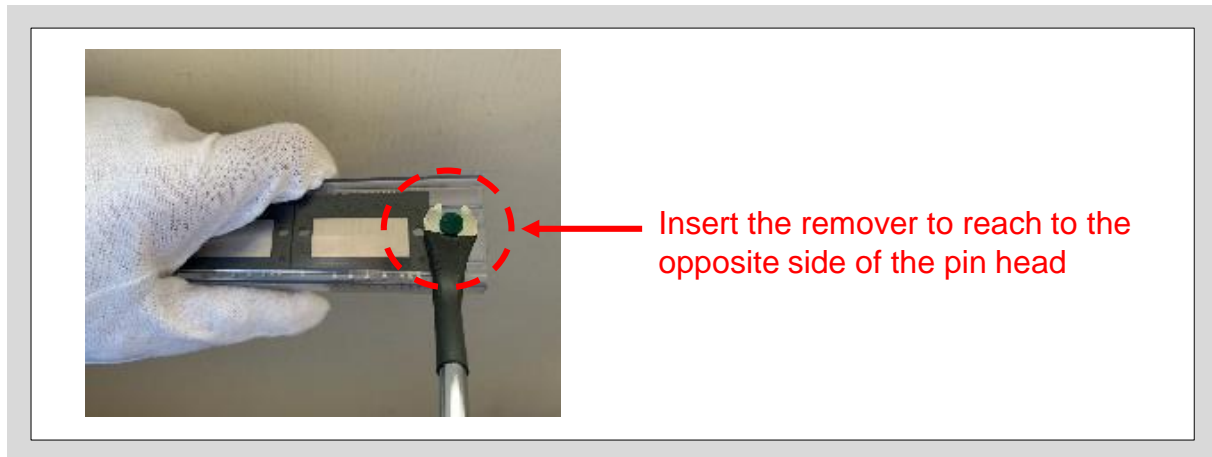 Insert the remover to reach to the
opposite side of the pin head